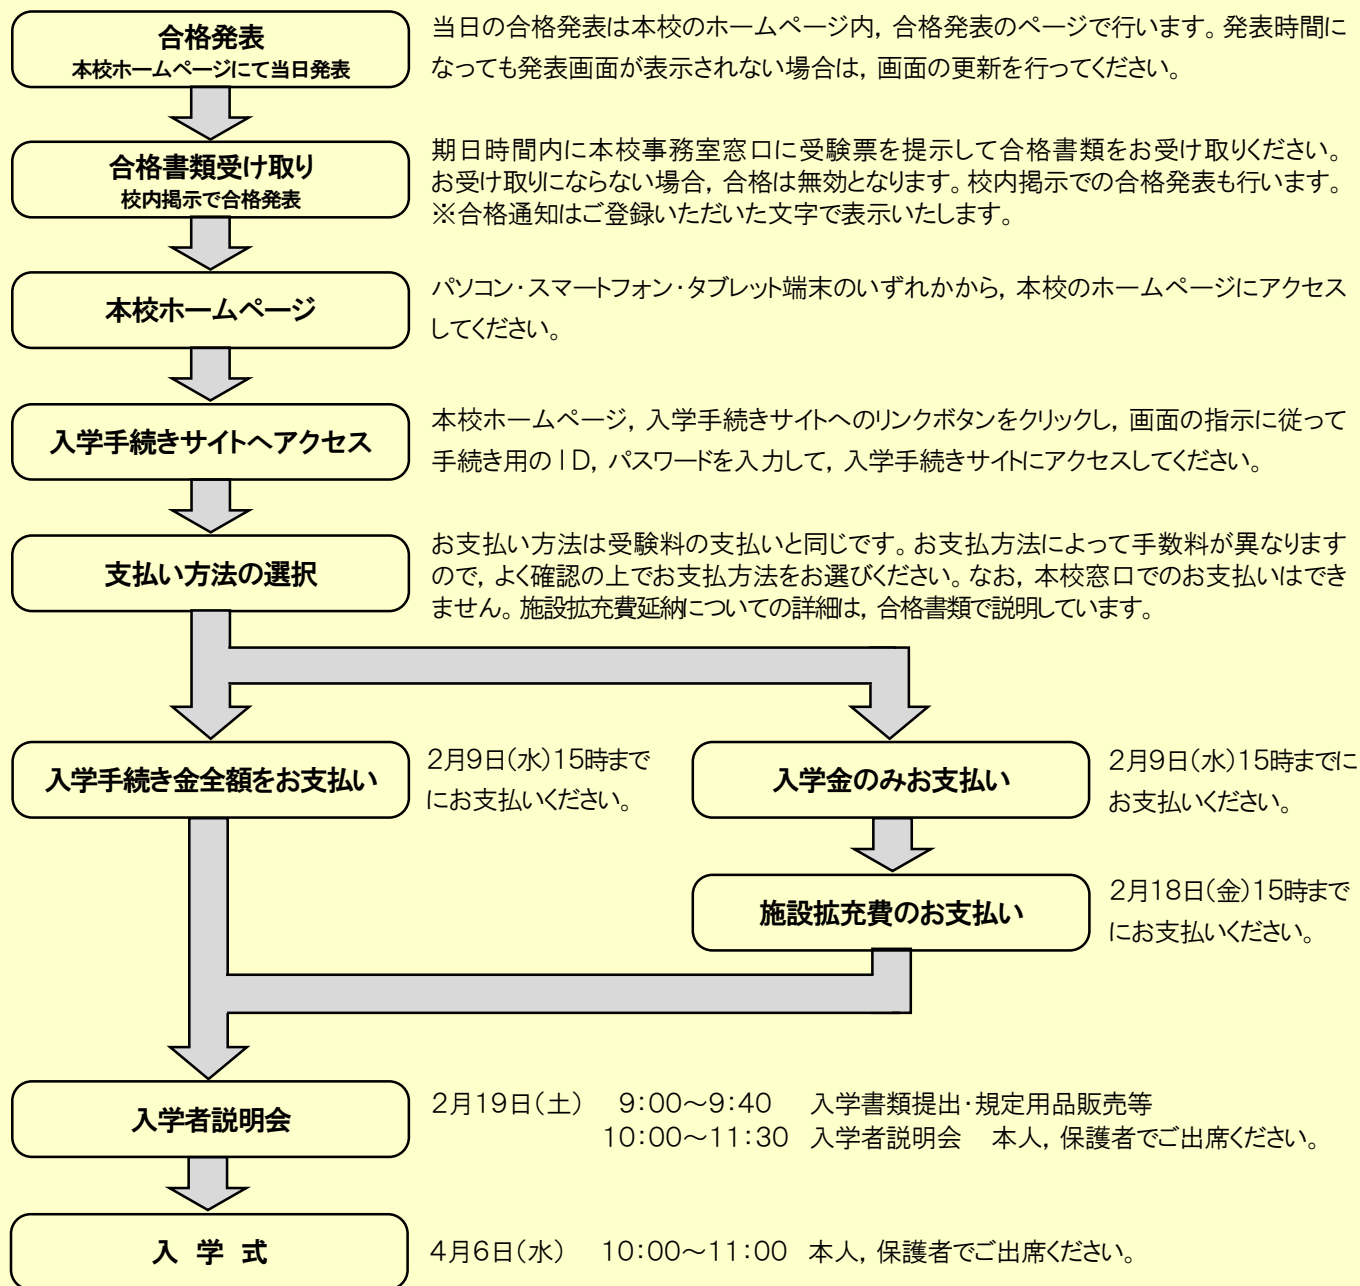 合格発表
本校ホームページにて当日発表
当日の合格発表は本校のホームページ内，合格発表のページで行います。発表時間に
なっても発表画面が表示されない場合は，画面の更新を行ってください。
合格書類受け取り
校内掲示で合格発表
期日時間内に本校事務室窓口に受験票を提示して合格書類をお受け取りください。
お受け取りにならない場合，合格は無効となります。校内掲示での合格発表も行います。
※合格通知はご登録いただいた文字で表示いたします。
本校ホームページ
パソコン・スマートフォン・タブレット端末のいずれかから，本校のホームページにアクセス
してください。
入学手続きサイトへアクセス
本校ホームページ，入学手続きサイトへのリンクボタンをクリックし，画面の指示に従って
手続き用のＩＤ，パスワードを入力して，入学手続きサイトにアクセスしてください。
支払い方法の選択
お支払い方法は受験料の支払いと同じです。お支払方法によって手数料が異なります
ので，よく確認の上でお支払方法をお選びください。なお，本校窓口でのお支払いはでき
ません。施設拡充費延納についての詳細は，合格書類で説明しています。
入学手続き金全額をお支払い
2月9日(水)15時まで
にお支払いください。
入学金のみお支払い
2月9日(水)15時までに
お支払いください。
施設拡充費のお支払い
2月18日(金)15時まで
にお支払いください。
入学者説明会
2月19日(土)　9:00～9:40　入学書類提出・規定用品販売等
10:00～11:30　入学者説明会　本人，保護者でご出席ください。
入　学　式
4月6日(水)　10:00～11:00　本人，保護者でご出席ください。